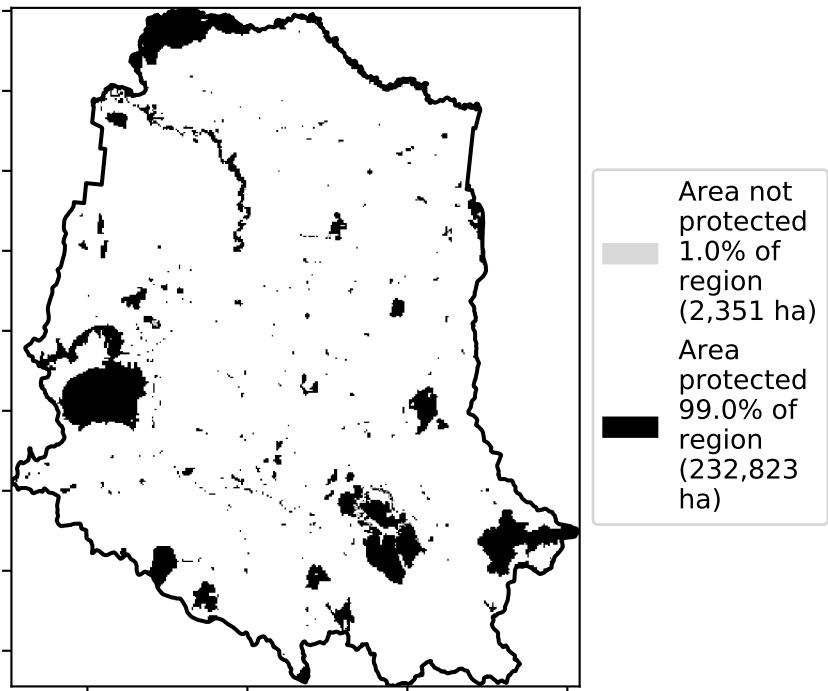 Area not
protected
1.0% of
region
(2,351 ha)
Area
protected
99.0% of
region
(232,823
ha)